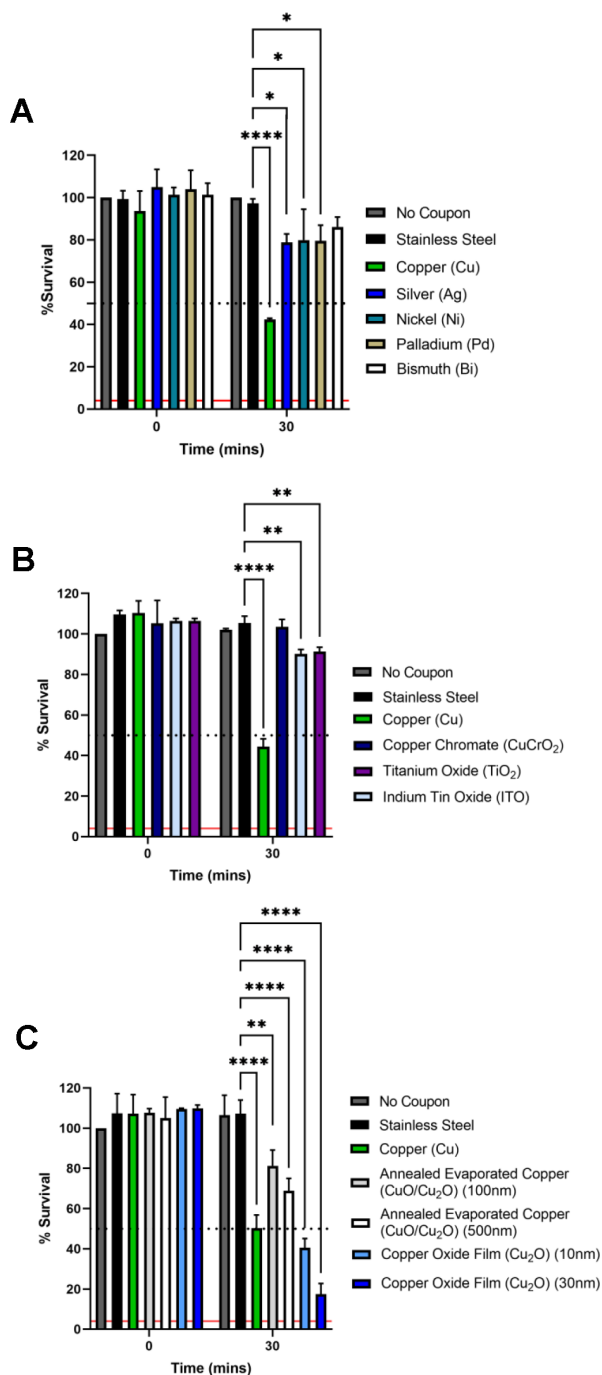 A
*
*
*
****
120
100
80
60
40
20
0
%Survival
0
30
Time (mins)
No Coupon
Stainless Steel
Copper (Cu)
Silver (Ag)
Nickel (Ni)
Palladium (Pd)
Bismuth (Bi)
B
**
**
****
120
100
80
60
40
20
0
% Survival
0
30
Time (mins)
No Coupon
Stainless Steel
Copper (Cu)
Copper Chromate (CuCrO₂)
Titanium Oxide (TiO₂)
Indium Tin Oxide (ITO)
C
****
****
****
**
****
120
100
80
60
40
20
0
% Survival
0
30
Time (mins)
No Coupon
Stainless Steel
Copper (Cu)
Annealed Evaporated Copper
(CuO/Cu₂O) (100nm)
Annealed Evaporated Copper
(CuO/Cu₂O) (500nm)
Copper Oxide Film (Cu₂O) (10nm)
Copper Oxide Film (Cu₂O) (30nm)